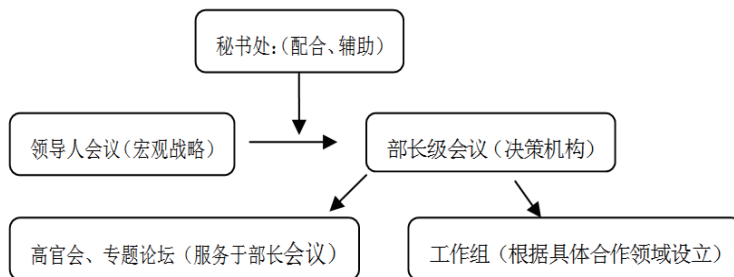 秘书处:(配合、辅助)
领导人会议(宏观战略)
部长级会议(决策机构)
高官会、专题论坛(服务于部长会议)
工作组(根据具体合作领域设立)